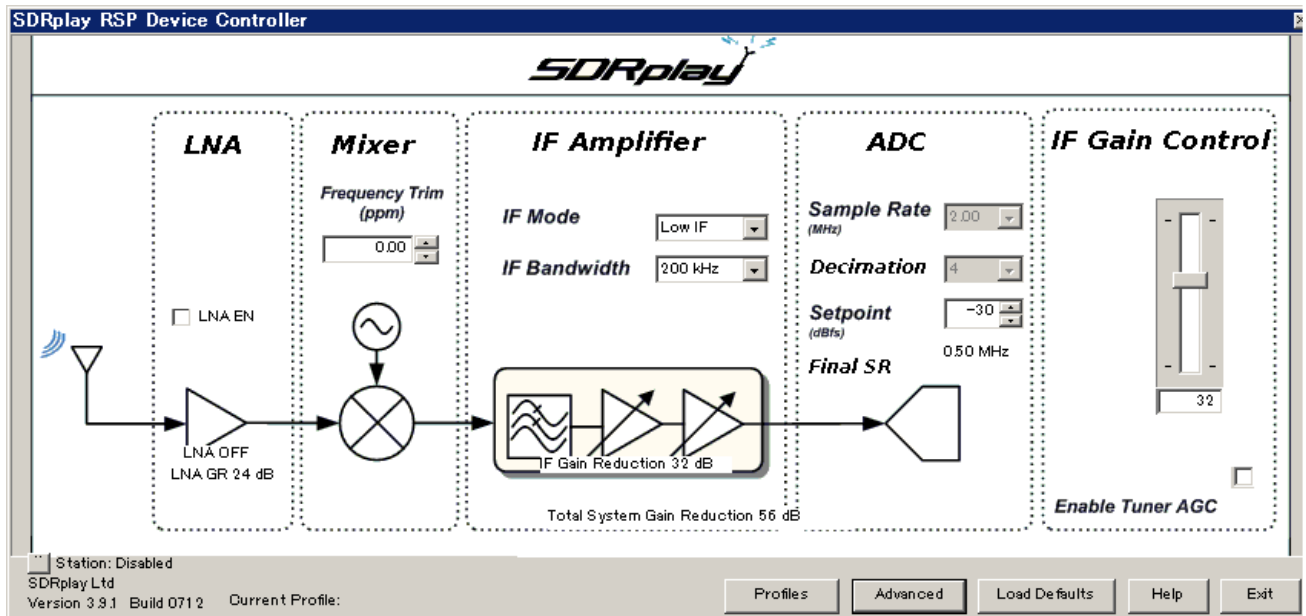 SDRplay RSP Device Controller
SDRplay
LNA
LNA EN
LNA OFF
LNA GR 24 dB
Mixer
Frequency Trim
(ppm)
0.00
IF Amplifier
IF Mode
Low IF
IF Bandwidth
200 kHz
IF Gain Reduction 32 dB
Total System Gain Reduction 56 dB
ADC
Sample Rate
(MHz)
2.00
Decimation
4
Setpoint
(dBfs)
-30
Final SR
0.50 MHz
IF Gain Control
32
Enable Tuner AGC
Station: Disabled
SDRplay Ltd
Version 3.9.1 Build 0712 Current Profile:
Profiles
Advanced
Load Defaults
Help
Exit